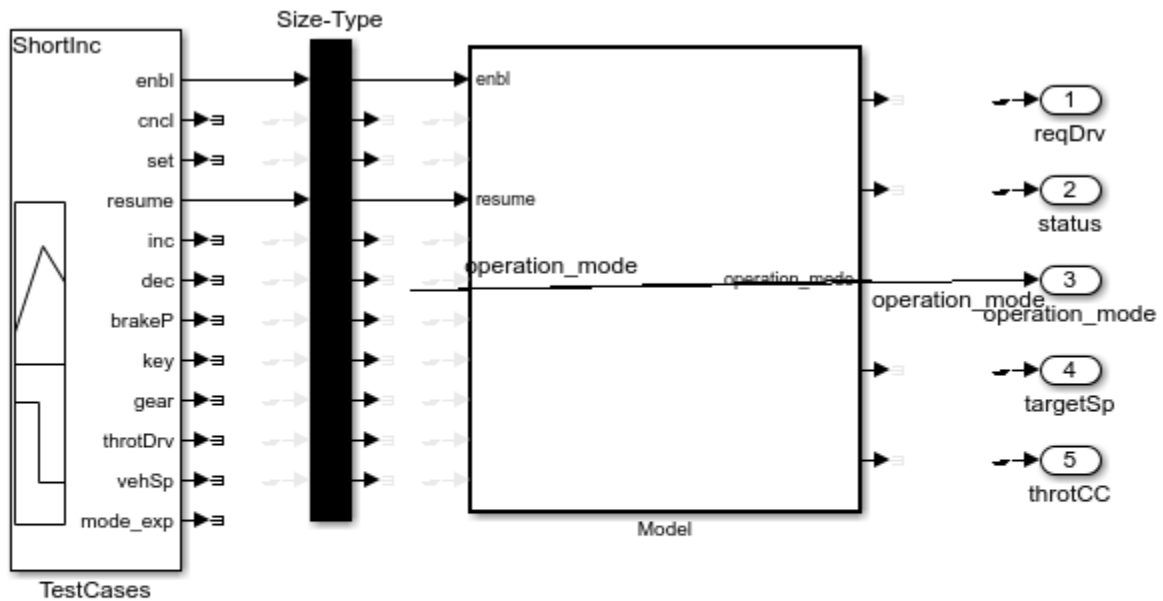 Size-Type
ShortInc
enbl
cncl
set
resume
inc
dec
brakeP
key
gear
throtDrv
vehSp
mode_exp
TestCases
enbl
resume
operation_mode
operation_mode
Model
operation_mode
1
reqDrv
2
status
3
operation_mode
4
targetSp
5
throtCC